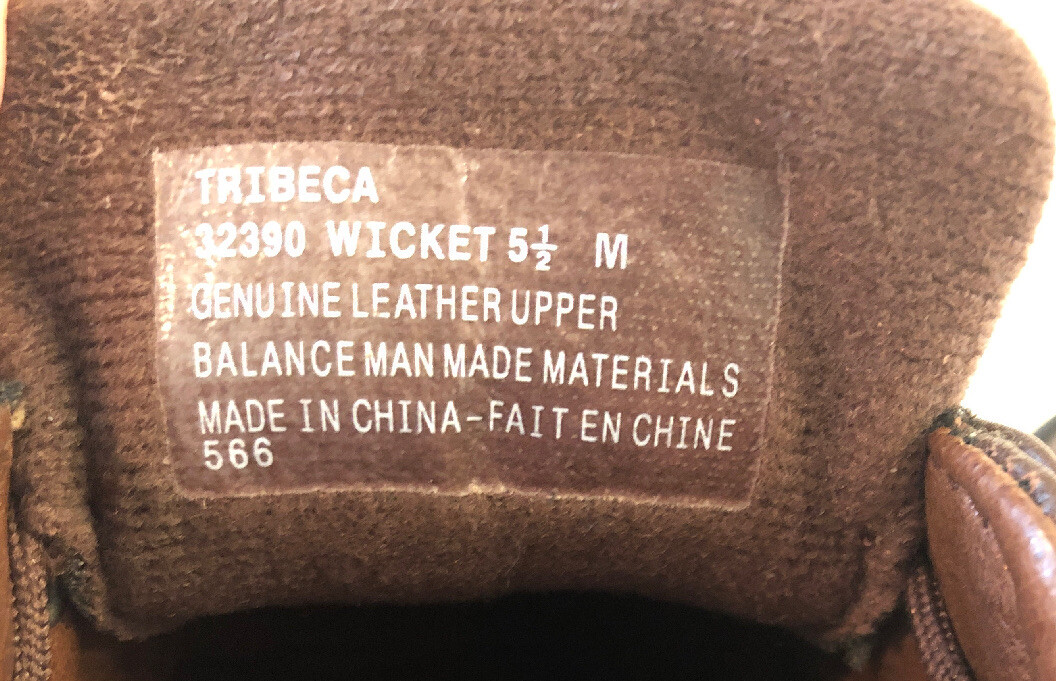 TRIBECA
32390 WICKET 5½ M
GENUINE LEATHER UPPER
BALANCE MAN MADE MATERIALS
MADE IN CHINA-FAIT EN CHINE
566